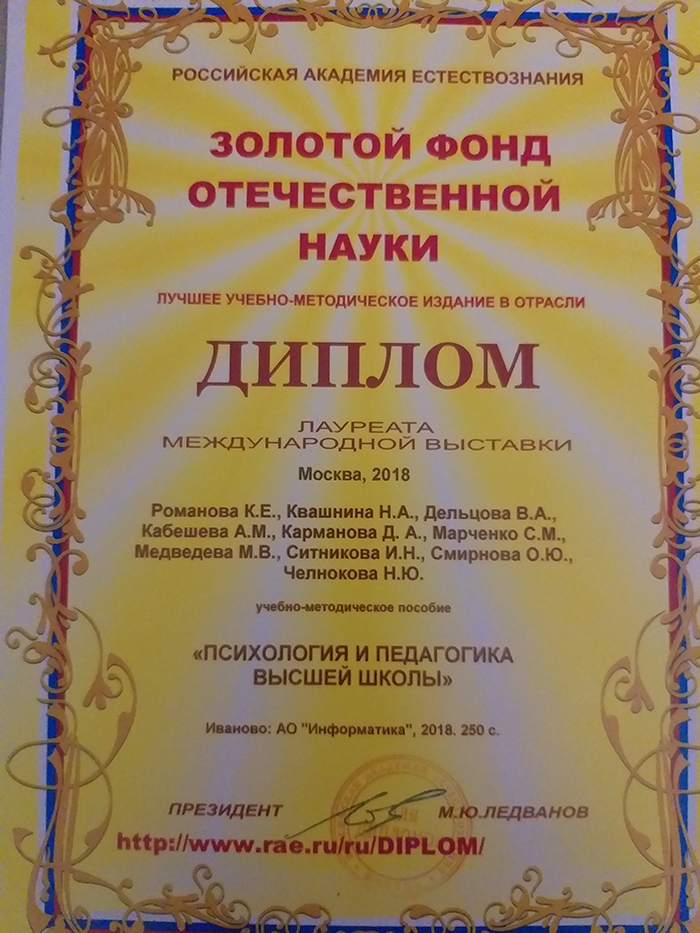 РОССИЙСКАЯ АКАДЕМИЯ ЕСТЕСТВОЗНАНИЯ
ЗОЛОТОЙ ФОНД
ОТЕЧЕСТВЕННОЙ
НАУКИ
ЛУЧШЕЕ УЧЕБНО-МЕТОДИЧЕСКОЕ ИЗДАНИЕ В ОТРАСЛИ
ДИПЛОМ
ЛАУРЕАТА
МЕЖДУНАРОДНОЙ ВЫСТАВКИ
Москва, 2018
Романова К.Е., Квашнина Н.А., Дельцова В.А.,
Кабешева А.М., Карманова Д. А., Марченко С.М.,
Медведева М.В., Ситникова И.Н., Смирнова О.Ю.,
Челнокова Н.Ю.
учебно-методическое пособие
«ПСИХОЛОГИЯ И ПЕДАГОГИКА
ВЫСШЕЙ ШКОЛЫ»
Иваново: АО "Информатика", 2018. 250 с.
ПРЕЗИДЕНТ М.Ю.ЛЕДВАНОВ
http://www.rae.ru/ru/DIPLOM/